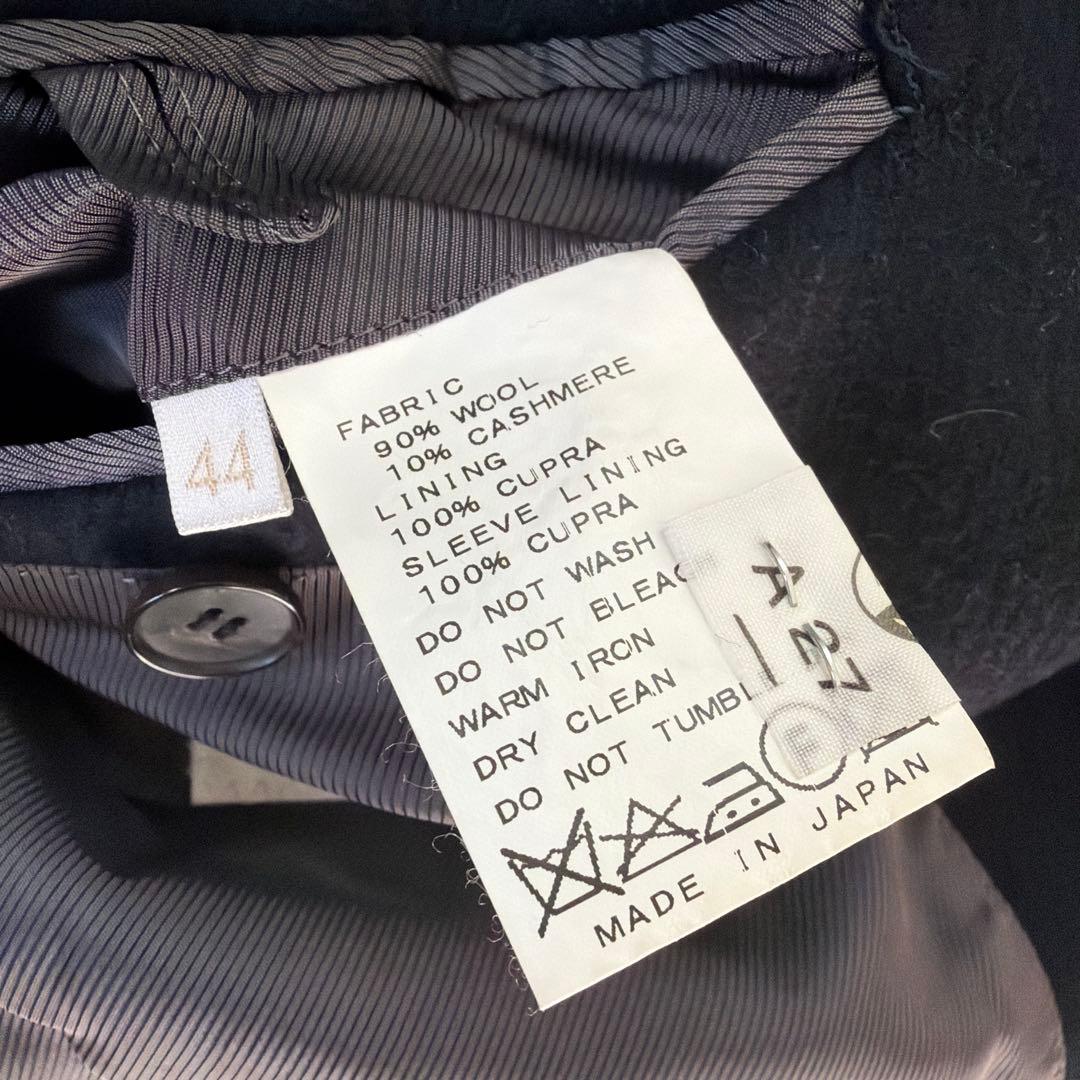 44
FABRIC
90% WOOL
10% CASHMERE
LINING
100% CUPRA
SLEEVE LINING
100% CUPRA
DO NOT WASH
DO NOT BLEAC
WARM IRON
DRY CLEAN
DO NOT TUMBL
F
MADE IN JAPAN
A